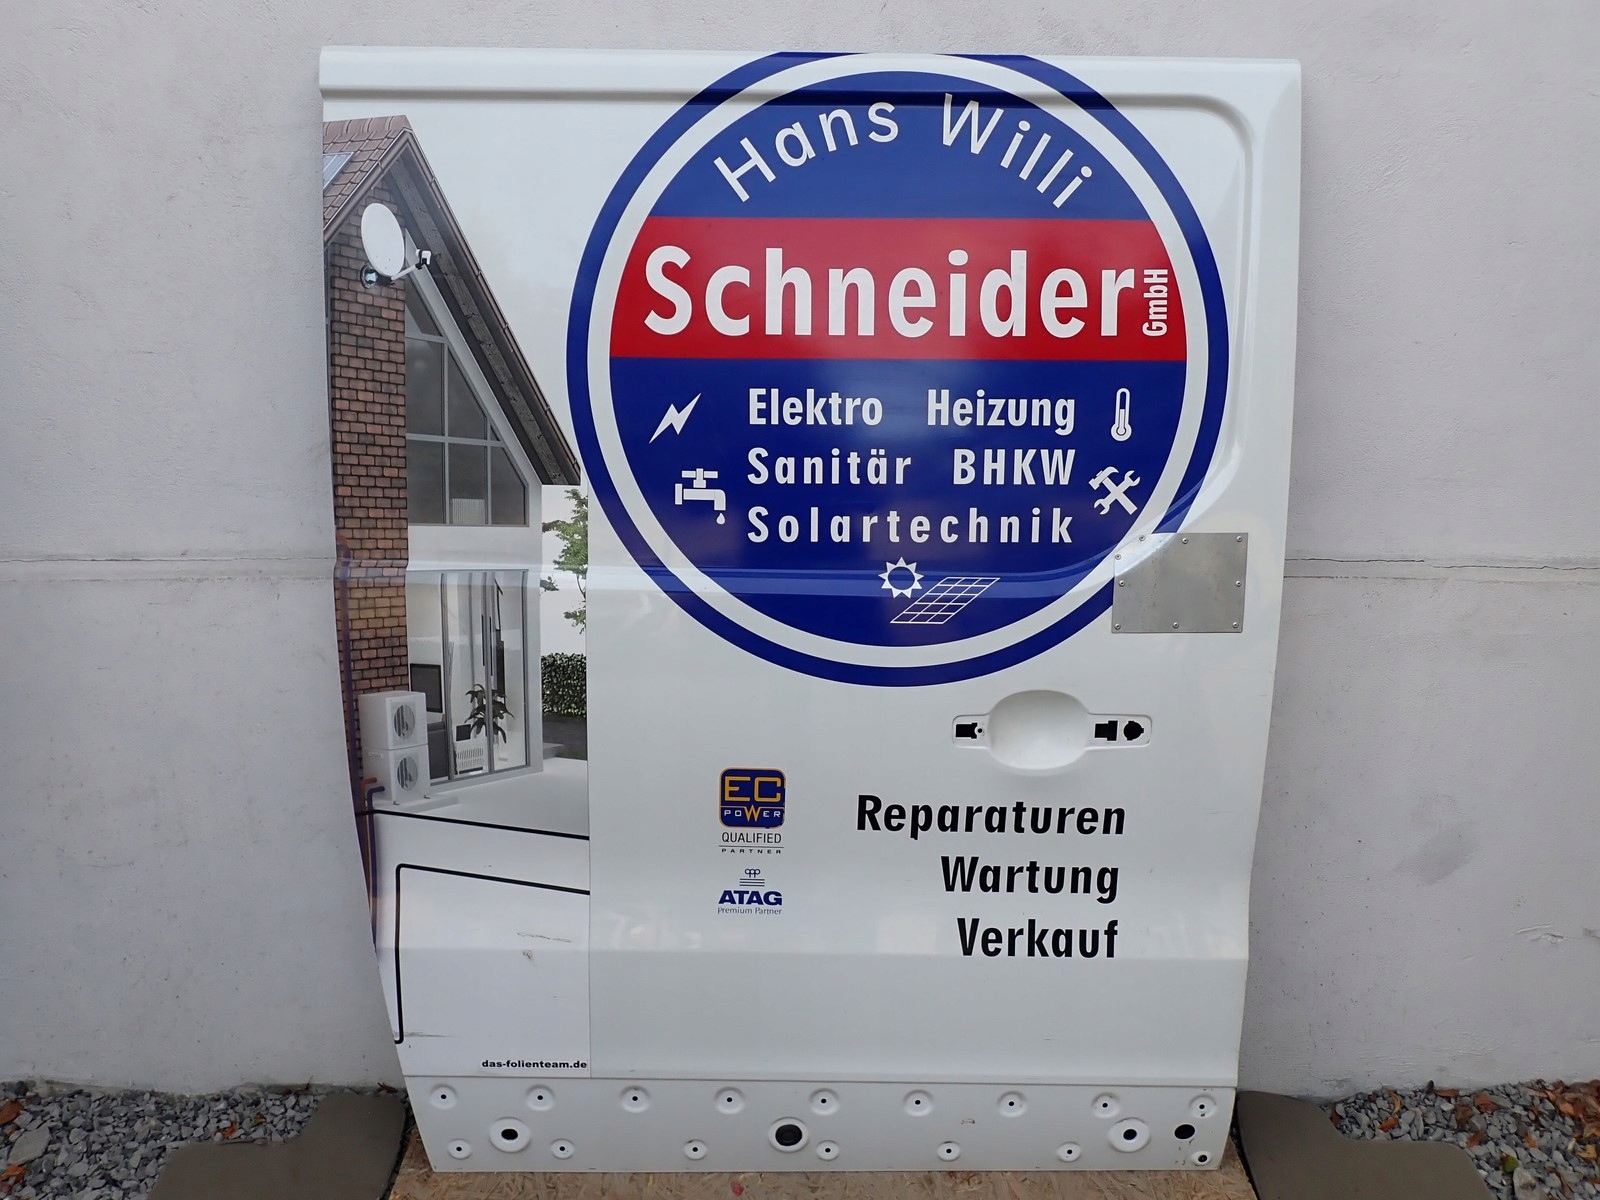 Hans Willi
Schneider GmbH
Elektro Heizung
Sanitär BHKW
Solartechnik
EC
POWER
QUALIFIED
PARTNER
ATAG
Premium Partner
Reparaturen
Wartung
Verkauf
das-folienteam.de